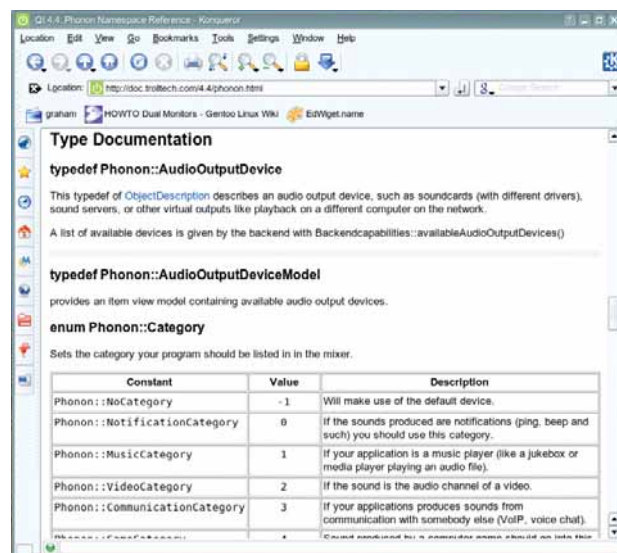 Qt 4.4: Phonon Namespace Reference - Konqueror
Location Edit View Go Bookmarks Tools Settings Window Help
Location: http://doc.trolltech.com/4.4/phonon.html
graham HOWTO Dual Monitors - Gentoo Linux Wiki EdWiget.name
Type Documentation
typedef Phonon::AudioOutputDevice
This typedef of ObjectDescription describes an audio output device, such as soundcards (with different drivers),
sound servers, or other virtual outputs like playback on a different computer on the network.
A list of available devices is given by the backend with Backendcapabilities::availableAudioOutputDevices()
typedef Phonon::AudioOutputDeviceModel
provides an item view model containing available audio output devices.
enum Phonon::Category
Sets the category your program should be listed in in the mixer.
Constant Value Description
Phonon::NoCategory -1 Will make use of the default device.
Phonon::NotificationCategory 0 If the sounds produced are notifications (ping, beep and
such) you should use this category.
Phonon::MusicCategory 1 If your application is a music player (like a jukebox or
media player playing an audio file).
Phonon::VideoCategory 2 If the sound is the audio channel of a video.
Phonon::CommunicationCategory 3 If your applications produces sounds from
communication with somebody else (VoIP, voice chat).